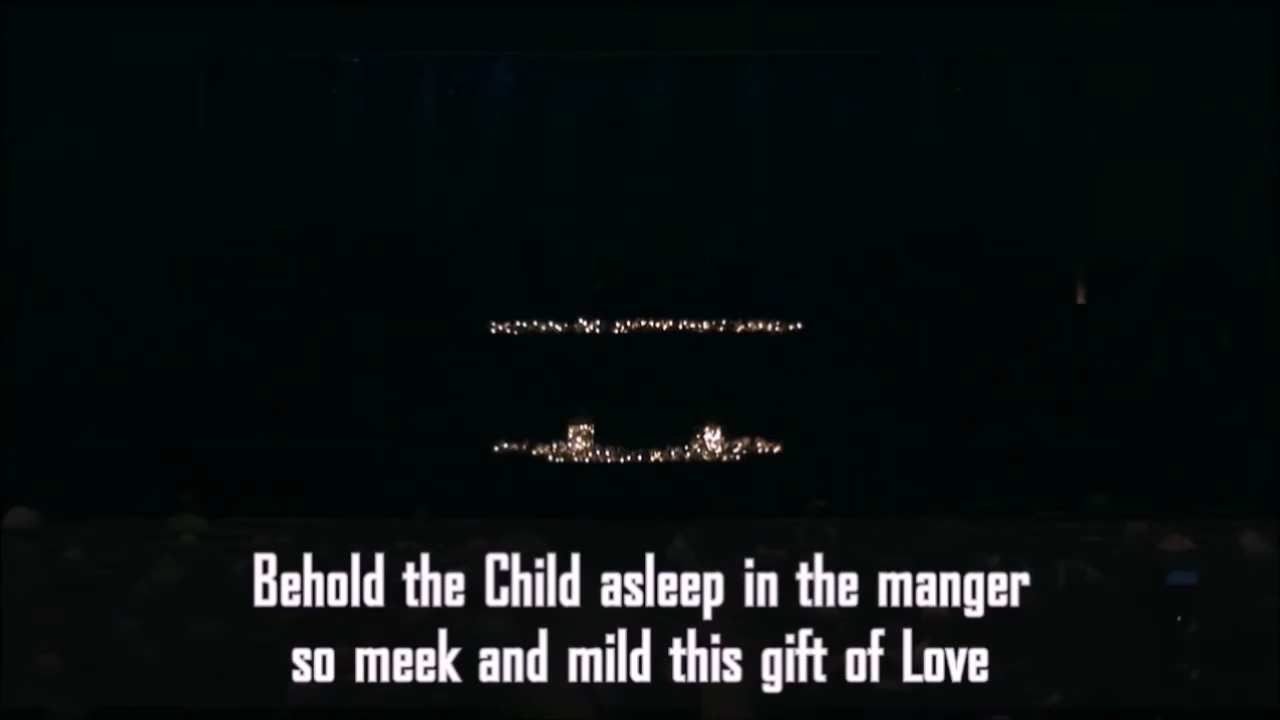 Behold the Child asleep in the manger
so meek and mild this gift of Love